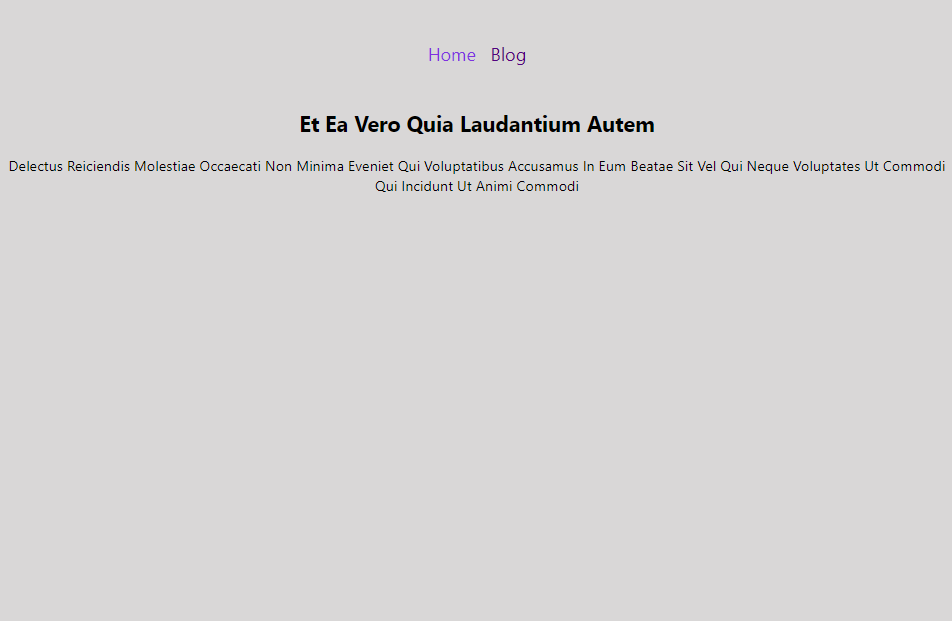 Home Blog
Et Ea Vero Quia Laudantium Autem
Delectus Reiciendis Molestiae Occaecati Non Minima Eveniet Qui Voluptatibus Accusamus In Eum Beatae Sit Vel Qui Neque Voluptates Ut Commodi
Qui Incidunt Ut Animi Commodi